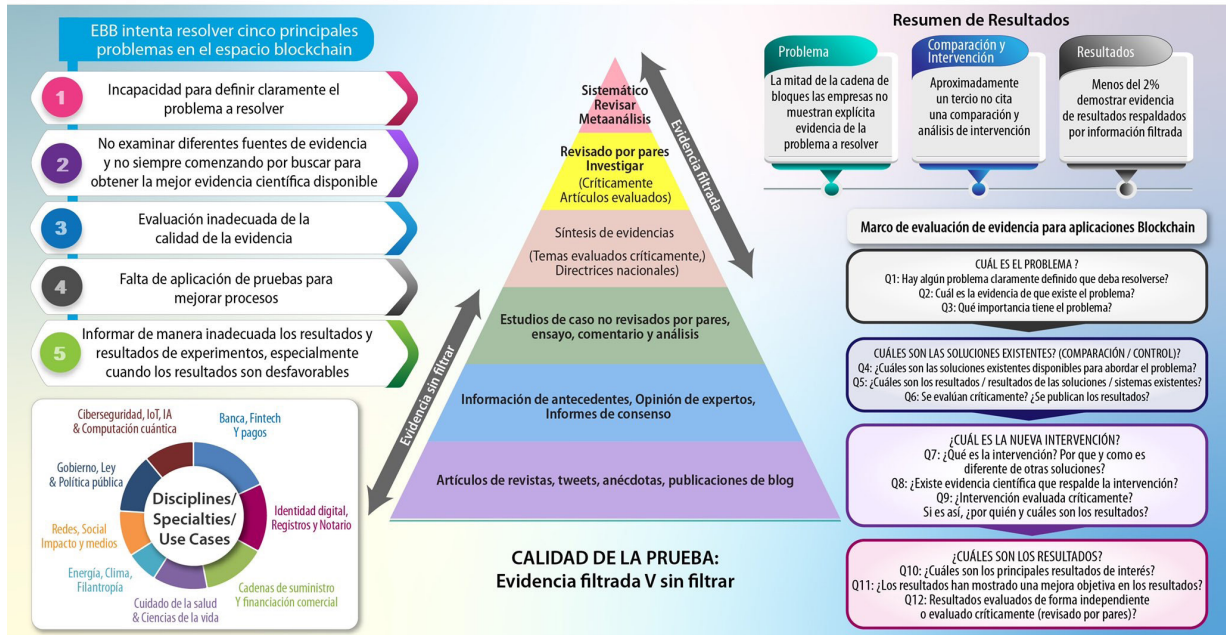 EBB intenta resolver cinco principales
problemas en el espacio blockchain
1
Incapacidad para definir claramente el
problema a resolver
2
No examinar diferentes fuentes de evidencia
y no siempre comenzando por buscar para
obtener la mejor evidencia científica disponible
3
Evaluación inadecuada de la
calidad de la evidencia
4
Falta de aplicación de pruebas para
mejorar procesos
5
Informar de manera inadecuada los resultados y
resultados de experimentos, especialmente
cuando los resultados son desfavorables
Ciberseguridad, IoT, IA
& Computación cuántica
Banca, Fintech
Y pagos
Gobierno, Ley
& Política pública
Identidad digital,
Registros y Notario
Redes, Social
Impacto y medios
Energía, Clima,
Filantropía
Cadenas de suministro
Y financiación comercial
Cuidado de la salud
& Ciencias de la vida
Disciplines/
Specialties/
Use Cases
Sistemático
Revisar
Metaanálisis
Revisado por pares
Investigar
(Críticamente
Artículos evaluados)
Síntesis de evidencias
(Temas evaluados críticamente,)
Directrices nacionales)
Estudios de caso no revisados por pares,
ensayo, comentario y análisis
Información de antecedentes, Opinión de expertos,
Informes de consenso
Artículos de revistas, tweets, anécdotas, publicaciones de blog
Evidencia filtrada
Evidencia sin filtrar
CALIDAD DE LA PRUEBA:
Evidencia filtrada V sin filtrar
Resumen de Resultados
Problema
La mitad de la cadena de
bloques las empresas no
muestran explícita
evidencia de la
problema a resolver
Comparación y
Intervención
Aproximadamente
un tercio no cita
una comparación y
análisis de intervención
Resultados
Menos del 2%
demostrar evidencia
de resultados respaldados
por información filtrada
Marco de evaluación de evidencia para aplicaciones Blockchain
CUÁL ES EL PROBLEMA ?
Q1: Hay algún problema claramente definido que deba resolverse?
Q2: Cuál es la evidencia de que existe el problema?
Q3: Qué importancia tiene el problema?
CUÁLES SON LAS SOLUCIONES EXISTENTES? (COMPARACIÓN / CONTROL)?
Q4: ¿Cuáles son las soluciones existentes disponibles para abordar el problema?
Q5: ¿Cuáles son los resultados / resultados de las soluciones / sistemas existentes?
Q6: Se evalúan críticamente? ¿Se publican los resultados?
¿CUÁL ES LA NUEVA INTERVENCIÓN?
Q7: ¿Qué es la intervención? Por que y como es
diferente de otras soluciones?
Q8: ¿Existe evidencia científica que respalde la intervención?
Q9: ¿Intervención evaluada críticamente?
Si es así, ¿por quién y cuáles son los resultados?
¿CUÁLES SON LOS RESULTADOS?
Q10: ¿Cuáles son los principales resultados de interés?
Q11: ¿Los resultados han mostrado una mejora objetiva en los resultados?
Q12: Resultados evaluados de forma independiente
o evaluado críticamente (revisado por pares)?